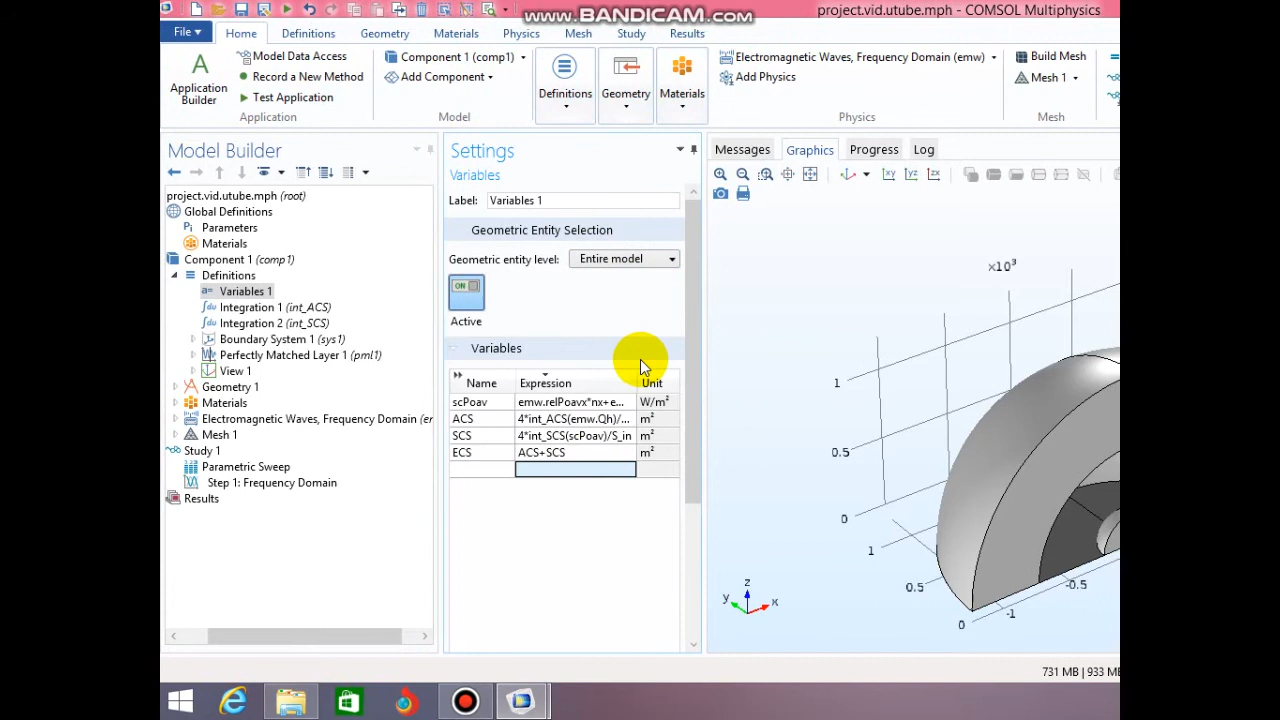 www.BANDICAM.com
project.vid.utube.mph - COMSOL Multiphysics
File Home Definitions Geometry Materials Physics Mesh Study Results
Application Builder
Model Data Access
Record a New Method
Test Application
Application
Component 1 (comp1)
Add Component
Model
Definitions
Geometry
Materials
Electromagnetic Waves, Frequency Domain (emw)
Add Physics
Physics
Build Mesh
Mesh 1
Mesh
Model Builder
project.vid.utube.mph (root)
Global Definitions
Pi Parameters
Materials
Component 1 (comp1)
Definitions
a= Variables 1
∫du Integration 1 (int_ACS)
∫du Integration 2 (int_SCS)
Boundary System 1 (sys1)
Perfectly Matched Layer 1 (pml1)
View 1
Geometry 1
Materials
Electromagnetic Waves, Frequency Domain (er
Mesh 1
Study 1
Parametric Sweep
Step 1: Frequency Domain
Results
Settings
Variables
Label: Variables 1
Geometric Entity Selection
Geometric entity level: Entire model
ON
Active
Variables
Name Expression Unit
scPoav emw.relPoavx*nx+e... W/m²
ACS 4*int_ACS(emw.Qh)/... m²
SCS 4*int_SCS(scPoav)/S_in m²
ECS ACS+SCS m²
Messages Graphics Progress Log
xy yz zx
×10³
1
0.5
0
1
0.5
0
-1
-0.5
z
y
x
731 MB | 933 M